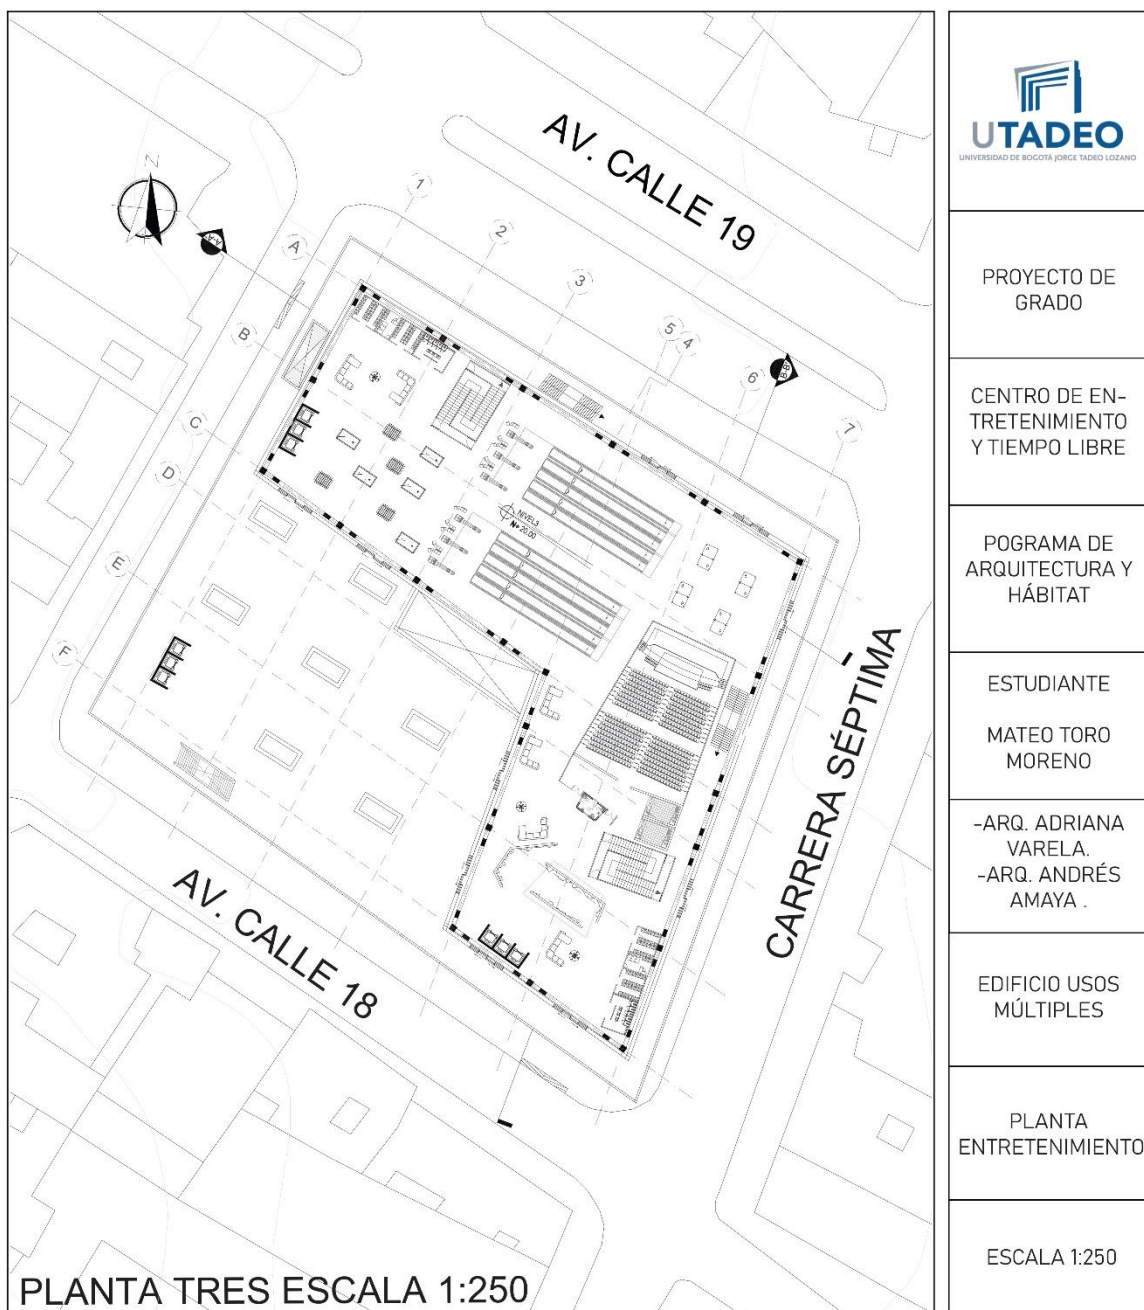 AV. CALLE 19
N
A-A'
1
2
3
5
4
6
B-B'
7
A
B
C
D
E
F
NIVEL3
N+ 20.00
CARRERA SÉPTIMA
AV. CALLE 18
PLANTA TRES ESCALA 1:250
UTADEO
UNIVERSIDAD DE BOGOTÁ JORGE TADEO LOZANO
PROYECTO DE
GRADO
CENTRO DE EN-
TRETENIMIENTO
Y TIEMPO LIBRE
POGRAMA DE
ARQUITECTURA Y
HÁBITAT
ESTUDIANTE
MATEO TORO
MORENO
-ARQ. ADRIANA
VARELA.
-ARQ. ANDRÉS
AMAYA .
EDIFICIO USOS
MÚLTIPLES
PLANTA
ENTRETENIMIENTO
ESCALA 1:250